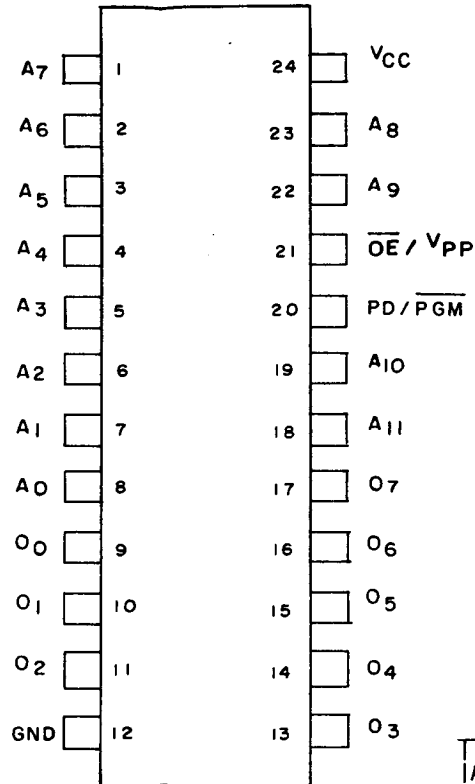 A7 1 24 VCC
A6 2 23 A8
A5 3 22 A9
A4 4 21 O̅E̅ / VPP
A3 5 20 PD / P̅G̅M̅
A2 6 19 A10
A1 7 18 A11
A0 8 17 O7
O0 9 16 O6
O1 10 15 O5
O2 11 14 O4
GND 12 13 O3